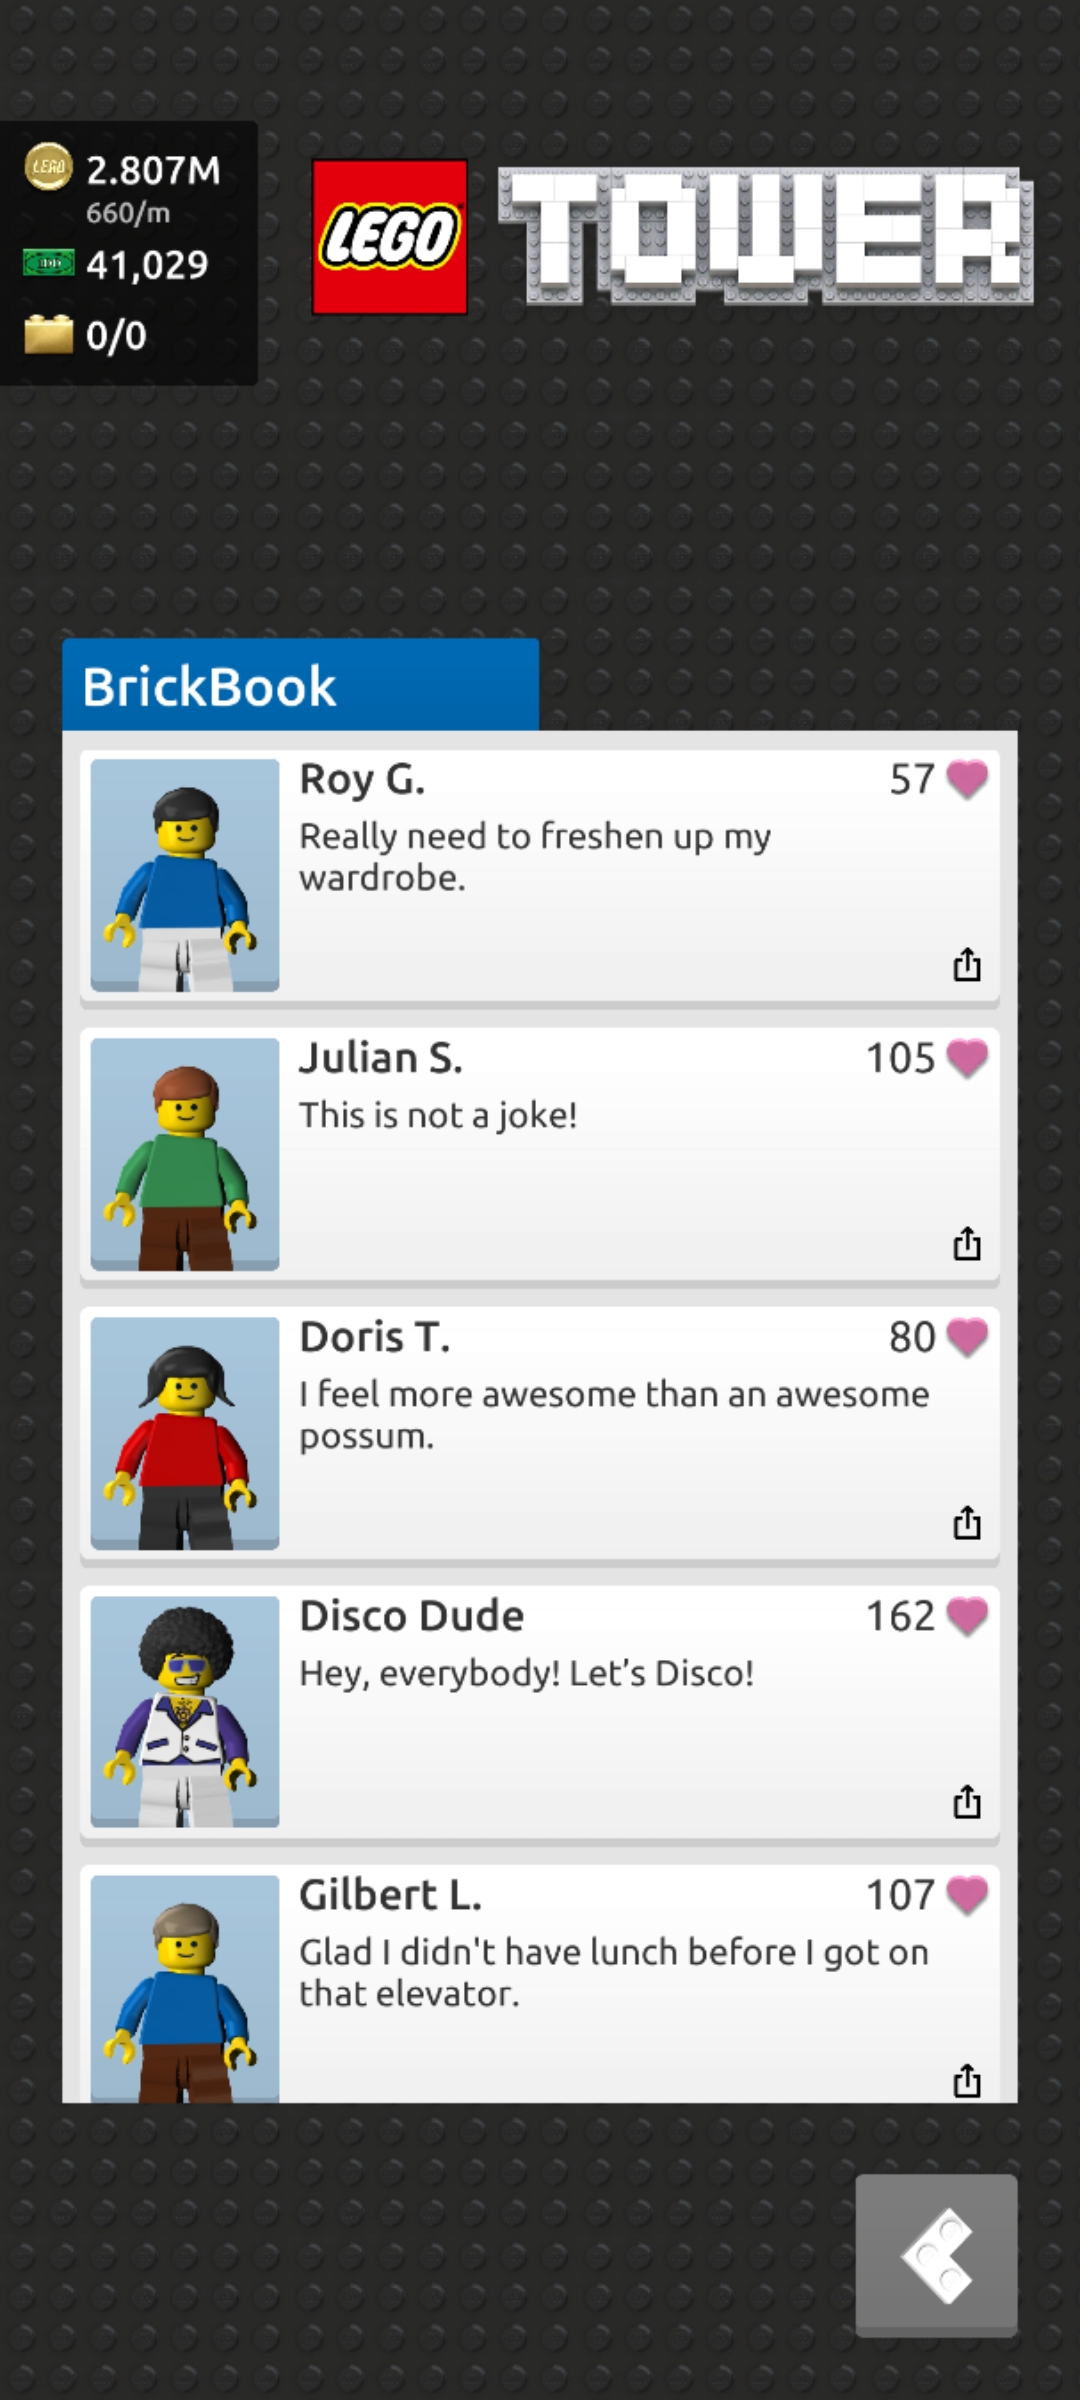 LEGO
2.807M
660/m
41,029
0/0
LEGO TOWER
BrickBook
Roy G. 57
Really need to freshen up my
wardrobe.
Julian S. 105
This is not a joke!
Doris T. 80
I feel more awesome than an awesome
possum.
Disco Dude 162
Hey, everybody! Let’s Disco!
Gilbert L. 107
Glad I didn't have lunch before I got on
that elevator.